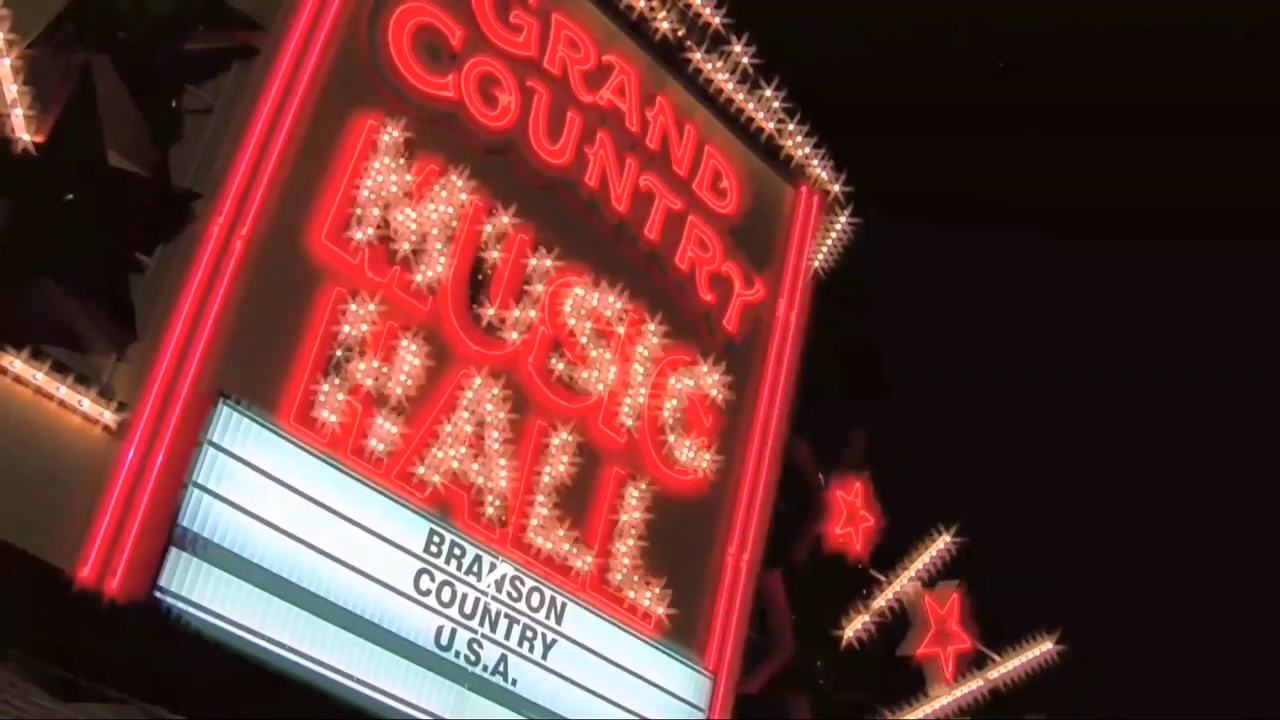 GRAND
COUNTRY
MUSIC
HALL
BRANSON
COUNTRY
U.S.A.